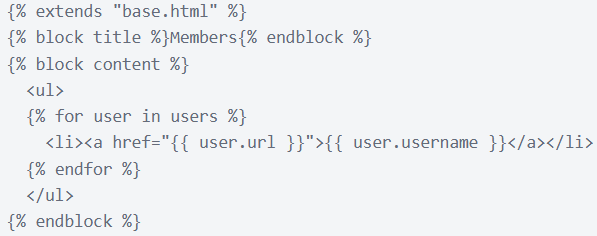 {% extends "base.html" %}
{% block title %}Members{% endblock %}
{% block content %}
  <ul>
  {% for user in users %}
    <li><a href="{{ user.url }}">{{ user.username }}</a></li>
  {% endfor %}
  </ul>
{% endblock %}